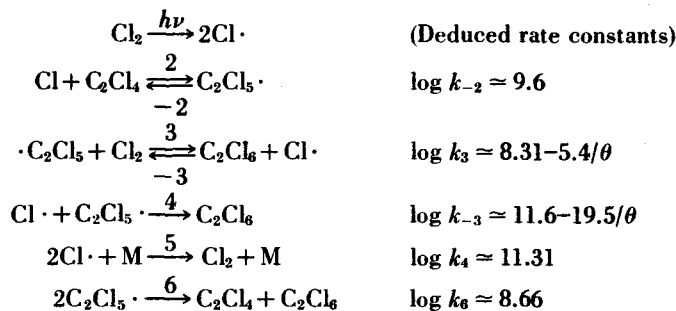 Cl₂ —hν→ 2Cl· (Deduced rate constants)
Cl + C₂Cl₄ ⇌ C₂Cl₅· log k₋₂ ≃ 9.6
2
−2
·C₂Cl₅ + Cl₂ ⇌ C₂Cl₆ + Cl· log k₃ ≃ 8.31–5.4/θ
3
−3
Cl· + C₂Cl₅· —4→ C₂Cl₆ log k₋₃ ≃ 11.6–19.5/θ
2Cl· + M —5→ Cl₂ + M log k₄ ≃ 11.31
2C₂Cl₅· —6→ C₂Cl₄ + C₂Cl₆ log k₆ ≃ 8.66